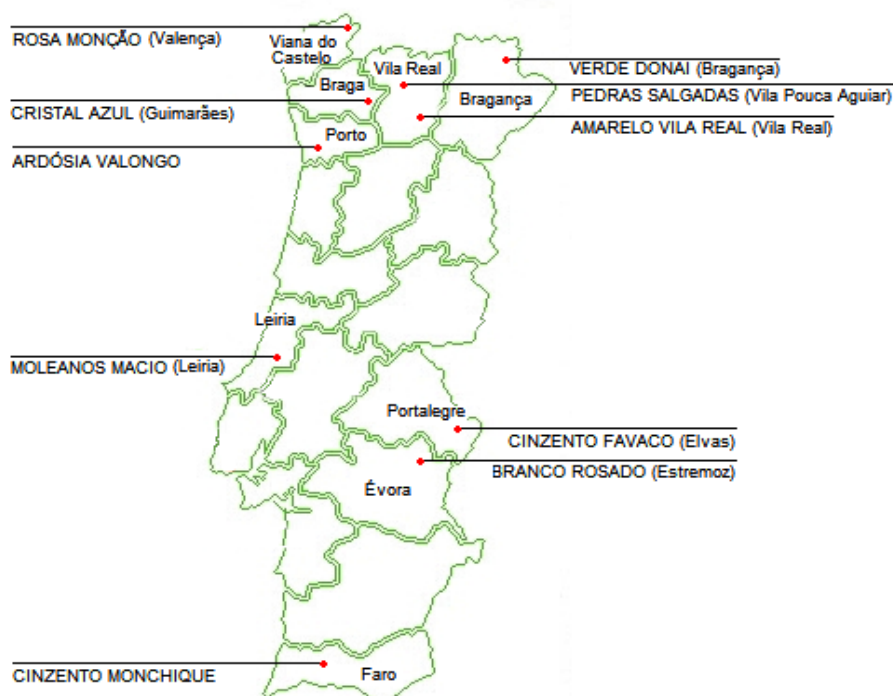 ROSA MONÇÃO (Valença)
Viana do
Castelo
Vila Real
VERDE DONAI (Bragança)
Braga
Bragança
PEDRAS SALGADAS (Vila Pouca Aguiar)
CRISTAL AZUL (Guimarães)
AMARELO VILA REAL (Vila Real)
Porto
ARDÓSIA VALONGO
Leiria
MOLEANOS MACIO (Leiria)
Portalegre
CINZENTO FAVACO (Elvas)
BRANCO ROSADO (Estremoz)
Évora
CINZENTO MONCHIQUE
Faro